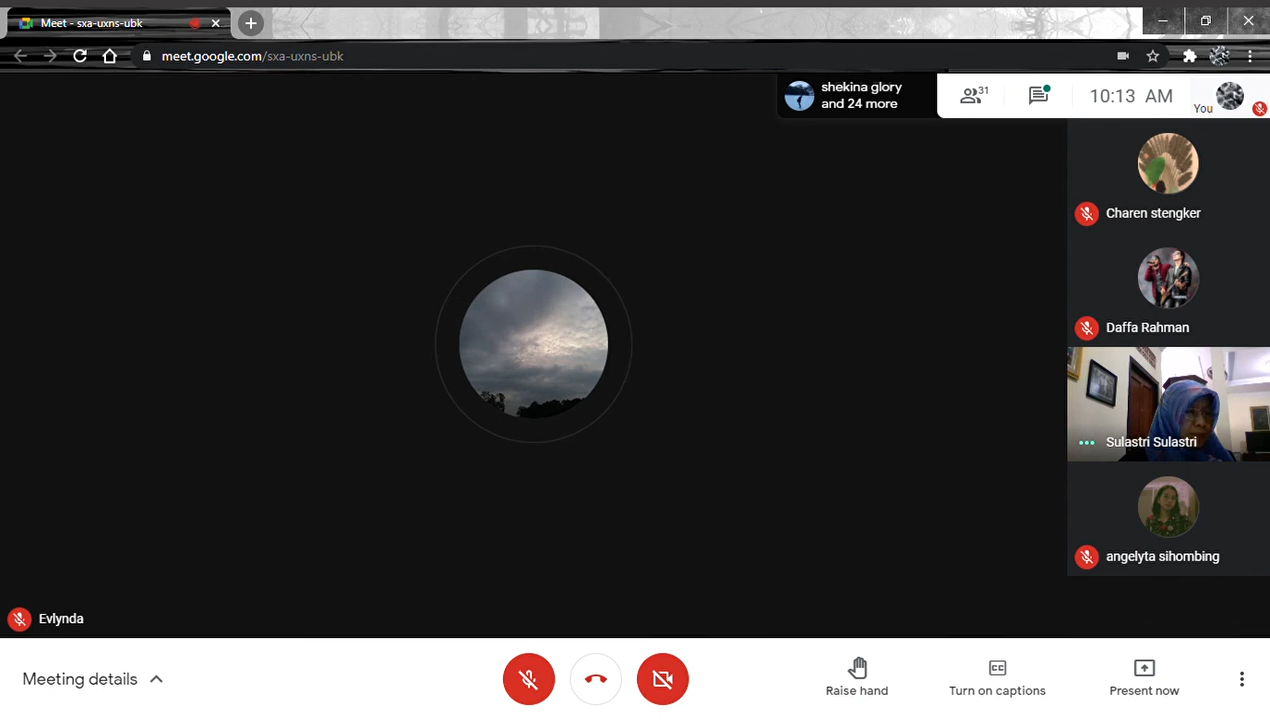 Meet - sxa-uxns-ubk
meet.google.com/sxa-uxns-ubk
shekina glory
and 24 more
31
10:13 AM
You
Charen stengker
Daffa Rahman
Sulastri Sulastri
angelyta sihombing
Evlynda
Meeting details
Raise hand
CC
Turn on captions
Present now